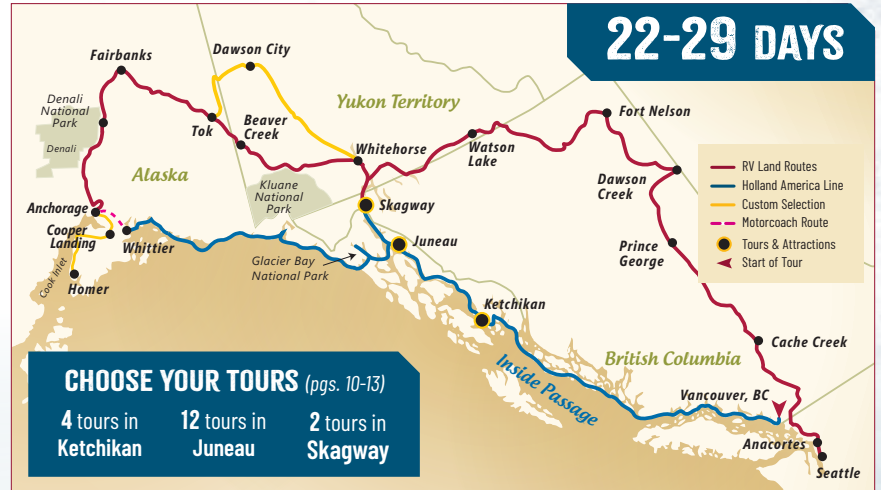 22-29 DAYS
Fairbanks
Dawson City
Denali
National
Park
Denali
Yukon Territory
Fort Nelson
Tok
Beaver
Creek
Whitehorse
Watson
Lake
Alaska
Kluane
National
Park
Dawson
Creek
RV Land Routes
Holland America Line
Custom Selection
Motorcoach Route
Tours & Attractions
Start of Tour
Anchorage
Skagway
Cooper
Landing
Whittier
Juneau
Prince
George
Glacier Bay
National Park
Cook Inlet
Homer
Ketchikan
Cache Creek
Inside Passage
British Columbia
Vancouver, BC
Anacortes
Seattle
CHOOSE YOUR TOURS (pgs. 10-13)
4 tours in
Ketchikan
12 tours in
Juneau
2 tours in
Skagway